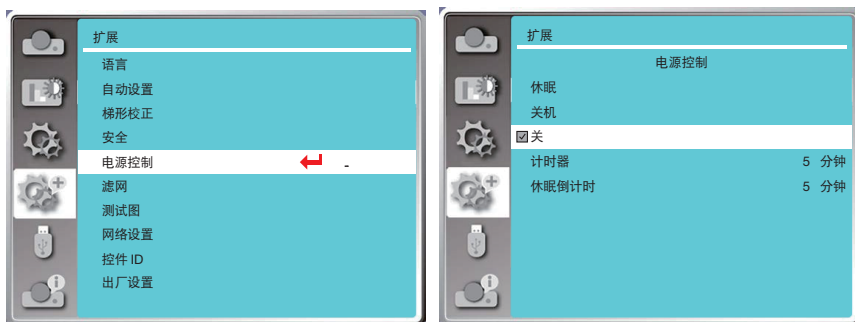 扩展
语言
自动设置
梯形校正
安全
电源控制 -
滤网
测试图
网络设置
控件 ID
出厂设置
扩展
电源控制
休眠
关机
关
计时器 5 分钟
休眠倒计时 5 分钟